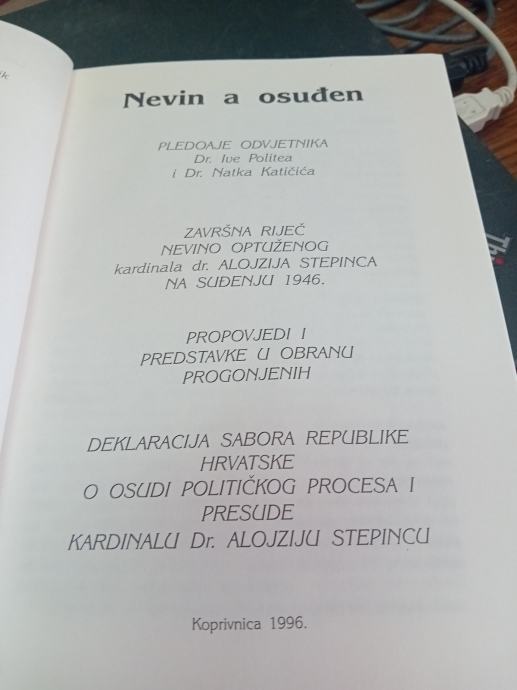 ik
Nevin a osuđen
PLEDOAJE ODVJETNIKA
Dr. Ive Politea
i Dr. Natka Katičića
ZAVRŠNA RIJEČ
NEVINO OPTUŽENOG
kardinala dr. ALOJZIJA STEPINCA
NA SUĐENJU 1946.
PROPOVJEDI I
PREDSTAVKE U OBRANU
PROGONJENIH
DEKLARACIJA SABORA REPUBLIKE
HRVATSKE
O OSUDI POLITIČKOG PROCESA I
PRESUDE
KARDINALU Dr. ALOJZIJU STEPINCU
Koprivnica 1996.